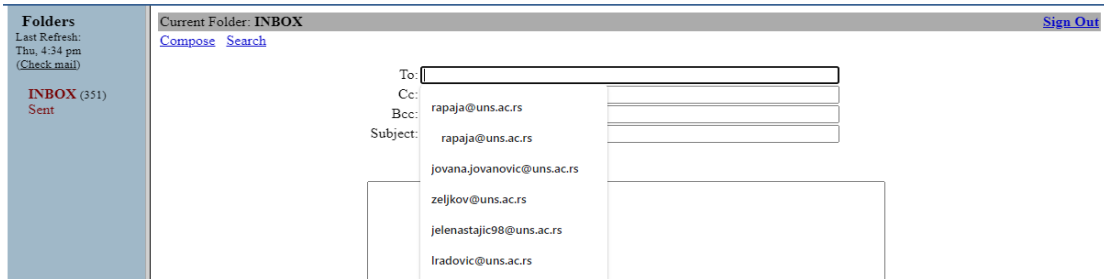 Folders
Last Refresh:
Thu, 4:34 pm
(Check mail)
INBOX (351)
Sent
Current Folder: INBOX
Sign Out
Compose Search
To:
Cc:
Bcc:
Subject:
rapaja@uns.ac.rs
rapaja@uns.ac.rs
jovana.jovanovic@uns.ac.rs
zeljkov@uns.ac.rs
jelenastajic98@uns.ac.rs
lradovic@uns.ac.rs